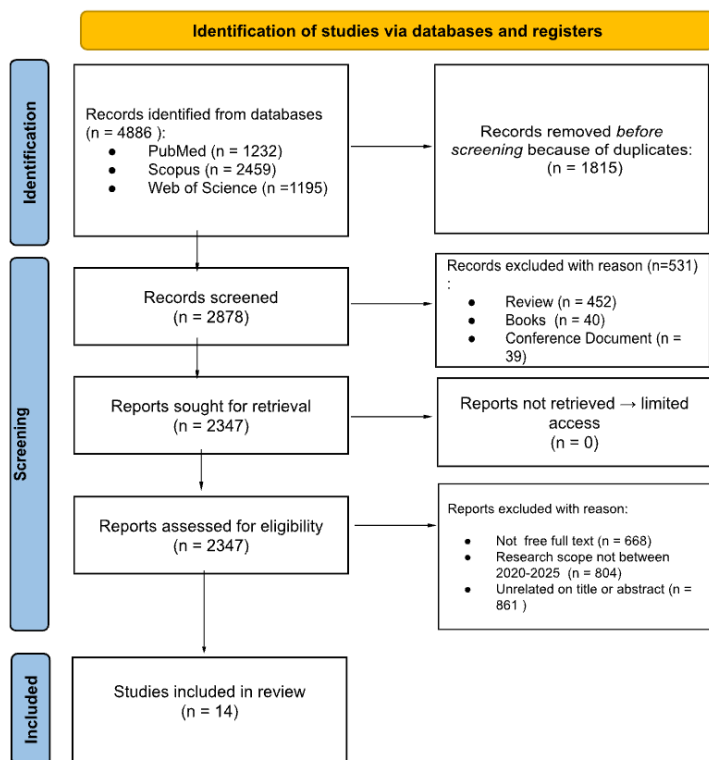 Identification of studies via databases and registers
Identification
Records identified from databases
(n = 4886 ):
● PubMed (n = 1232)
● Scopus (n = 2459)
● Web of Science (n =1195)
Records removed before
screening because of duplicates:
(n = 1815)
Screening
Records screened
(n = 2878)
Records excluded with reason (n=531)
:
● Review (n = 452)
● Books (n = 40)
● Conference Document (n =
39)
Reports sought for retrieval
(n = 2347)
Reports not retrieved → limited
access
(n = 0)
Reports assessed for eligibility
(n = 2347)
Reports excluded with reason:
● Not free full text (n = 668)
● Research scope not between
2020-2025 (n = 804)
● Unrelated on title or abstract (n =
861 )
Included
Studies included in review
(n = 14)